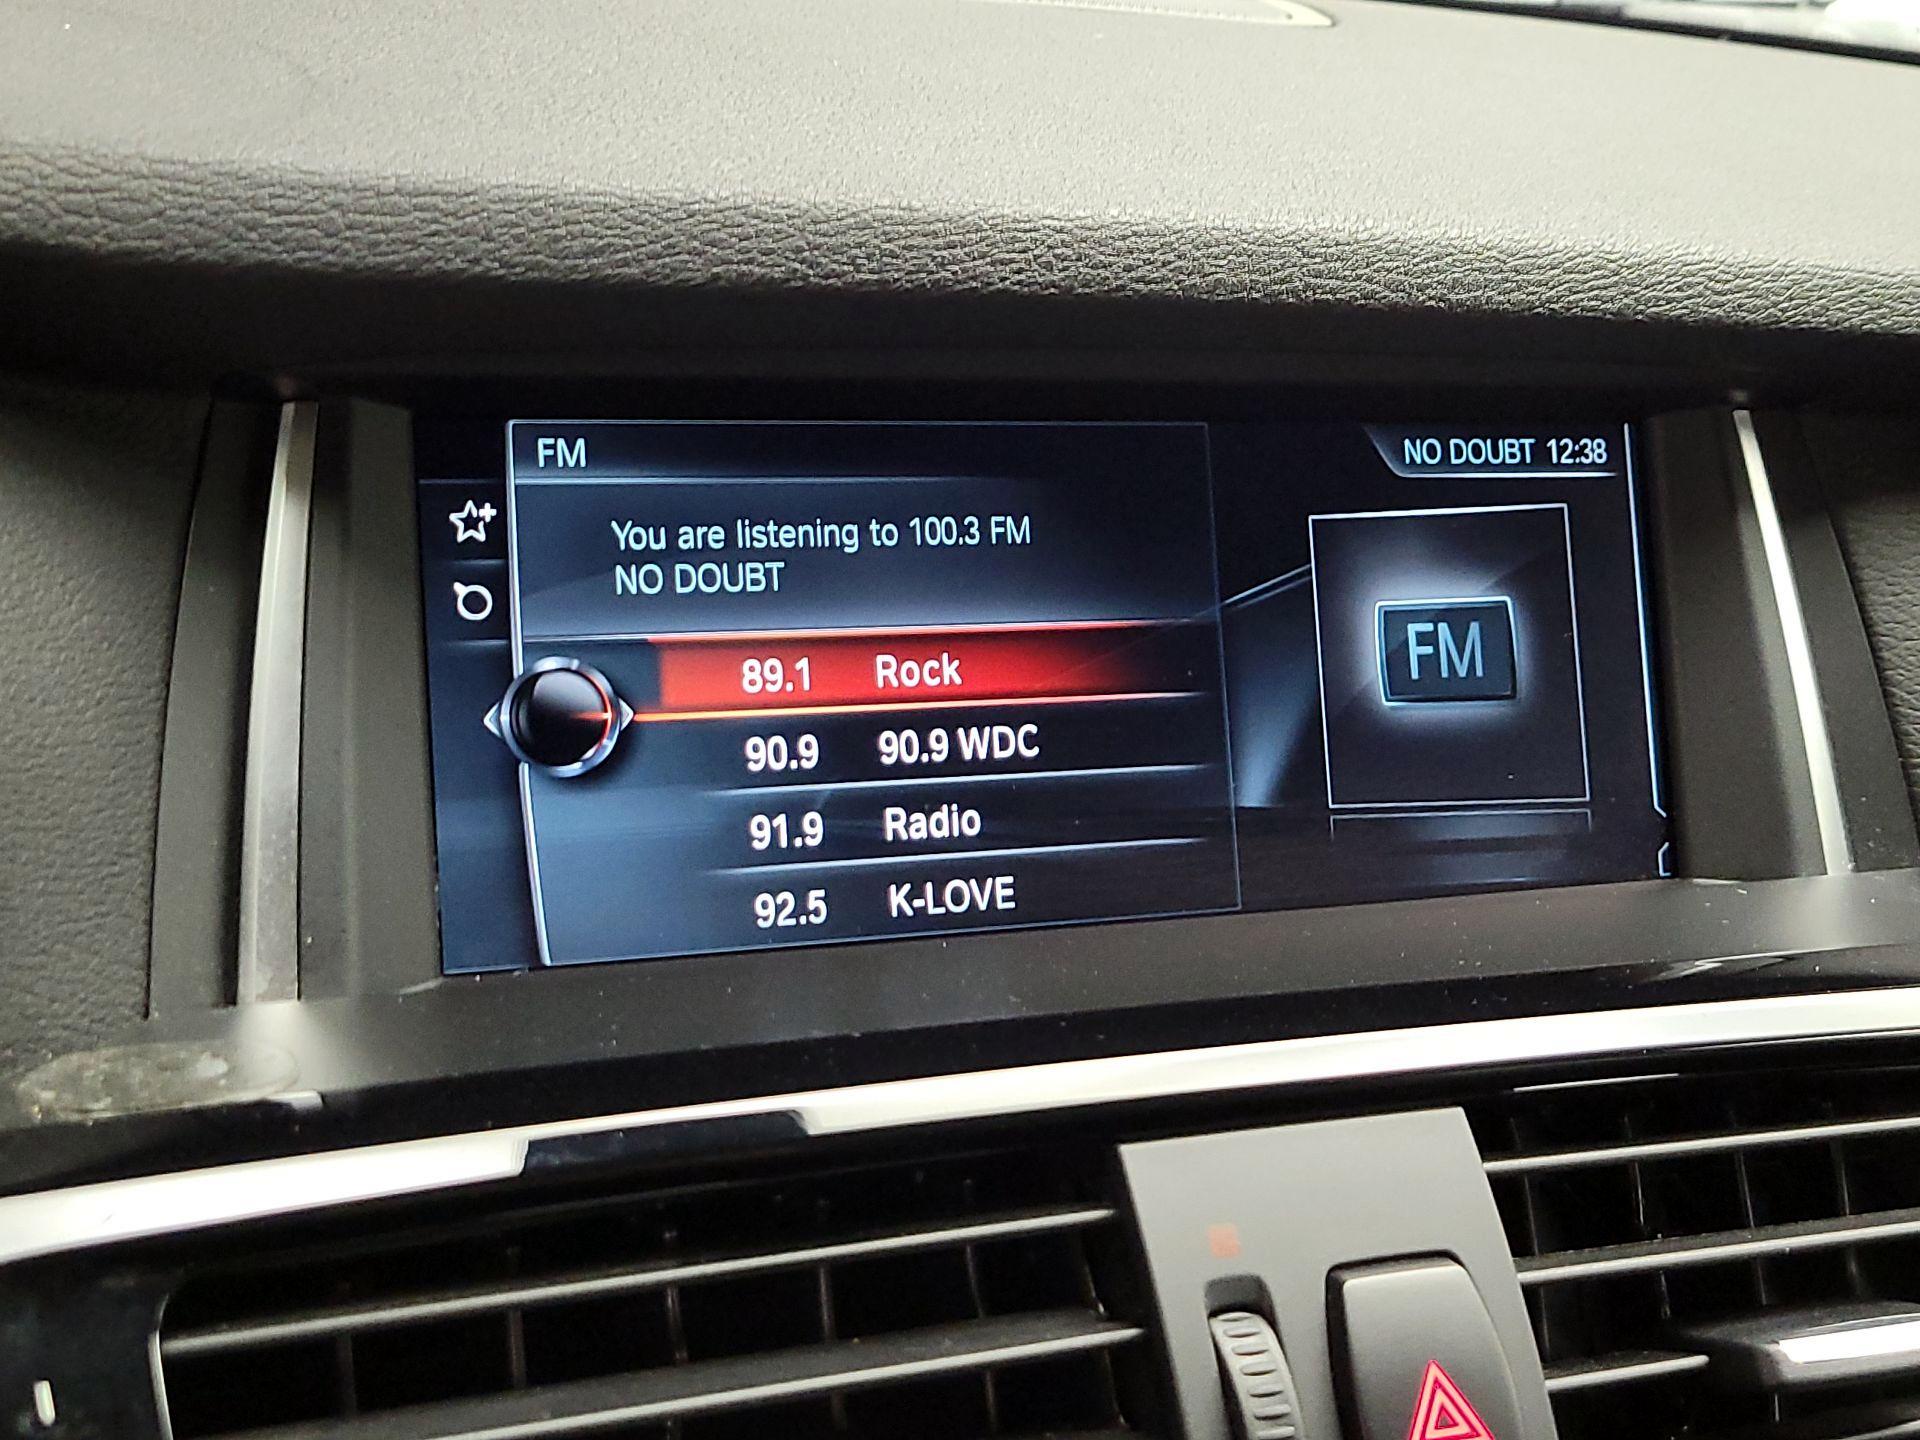 FM
NO DOUBT 12:38
You are listening to 100.3 FM
NO DOUBT
89.1 Rock
90.9 90.9 WDC
91.9 Radio
92.5 K-LOVE
FM